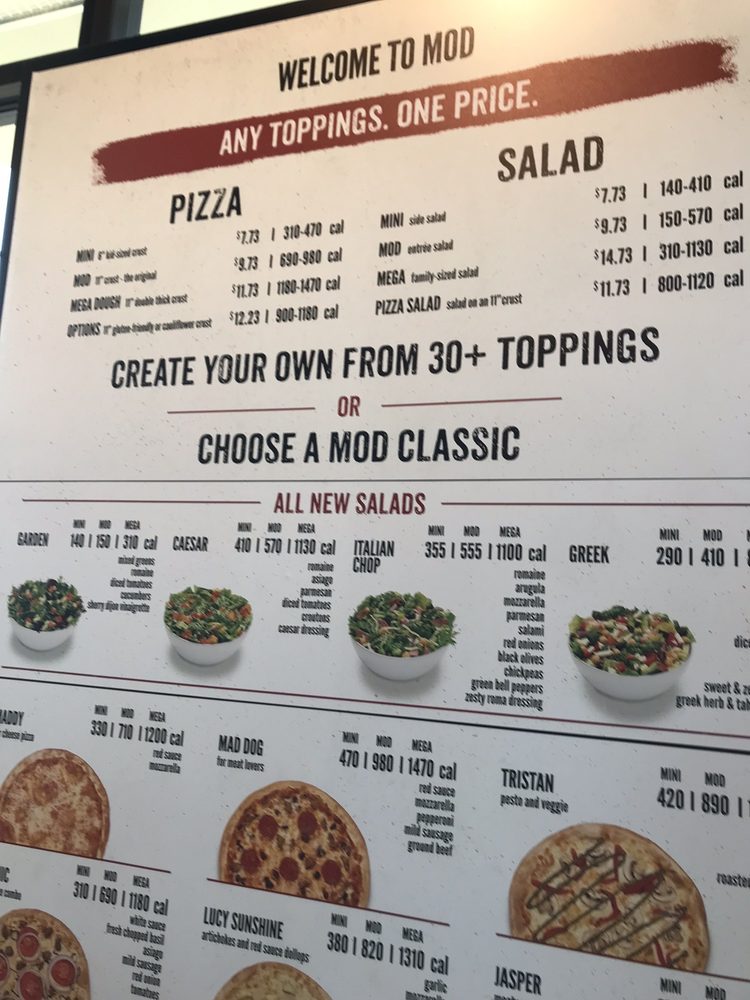 WELCOME TO MOD
ANY TOPPINGS. ONE PRICE.
PIZZA
MINI 6" kid-sized crust $7.73 | 310-470 cal
MOD 11" crust - the original $9.73 | 690-980 cal
MEGA DOUGH 11" double thick crust $11.73 | 1180-1470 cal
OPTIONS 11" gluten-friendly or cauliflower crust $12.23 | 900-1180 cal
SALAD
MINI side salad $7.73 | 140-410 cal
MOD entrée salad $9.73 | 150-570 cal
MEGA family-sized salad $14.73 | 310-1130 cal
PIZZA SALAD salad on an 11" crust $11.73 | 800-1120 cal
CREATE YOUR OWN FROM 30+ TOPPINGS
OR
CHOOSE A MOD CLASSIC
ALL NEW SALADS
GARDEN
MINI MOD MEGA
140 | 150 | 310 cal
mixed greens
romaine
diced tomatoes
cucumbers
sherry dijon vinaigrette
CAESAR
MINI MOD MEGA
410 | 570 | 1130 cal
romaine
asiago
parmesan
diced tomatoes
croutons
caesar dressing
ITALIAN
CHOP
MINI MOD MEGA
355 | 555 | 1100 cal
romaine
arugula
mozzarella
parmesan
salami
red onions
black olives
chickpeas
green bell peppers
zesty roma dressing
GREEK
MINI MOD
290 | 410 |
dic
sweet &
greek herb & tah
ADDY
cheese pizza
MINI MOD MEGA
330 | 710 | 1200 cal
red sauce
mozzarella
MAD DOG
for meat lovers
MINI MOD MEGA
470 | 980 | 1470 cal
red sauce
mozzarella
pepperoni
mild sausage
ground beef
TRISTAN
pesto and veggie
MINI MOD
420 | 890 | 1
roasted
IC
combo
MINI MOD MEGA
310 | 690 | 1180 cal
white sauce
fresh chopped basil
asiago
mild sausage
red onion
tomatoes
LUCY SUNSHINE
artichokes and red sauce dollops
MINI MOD MEGA
380 | 820 | 1310 cal
garlic
mozzarella
JASPER
MINI MOD